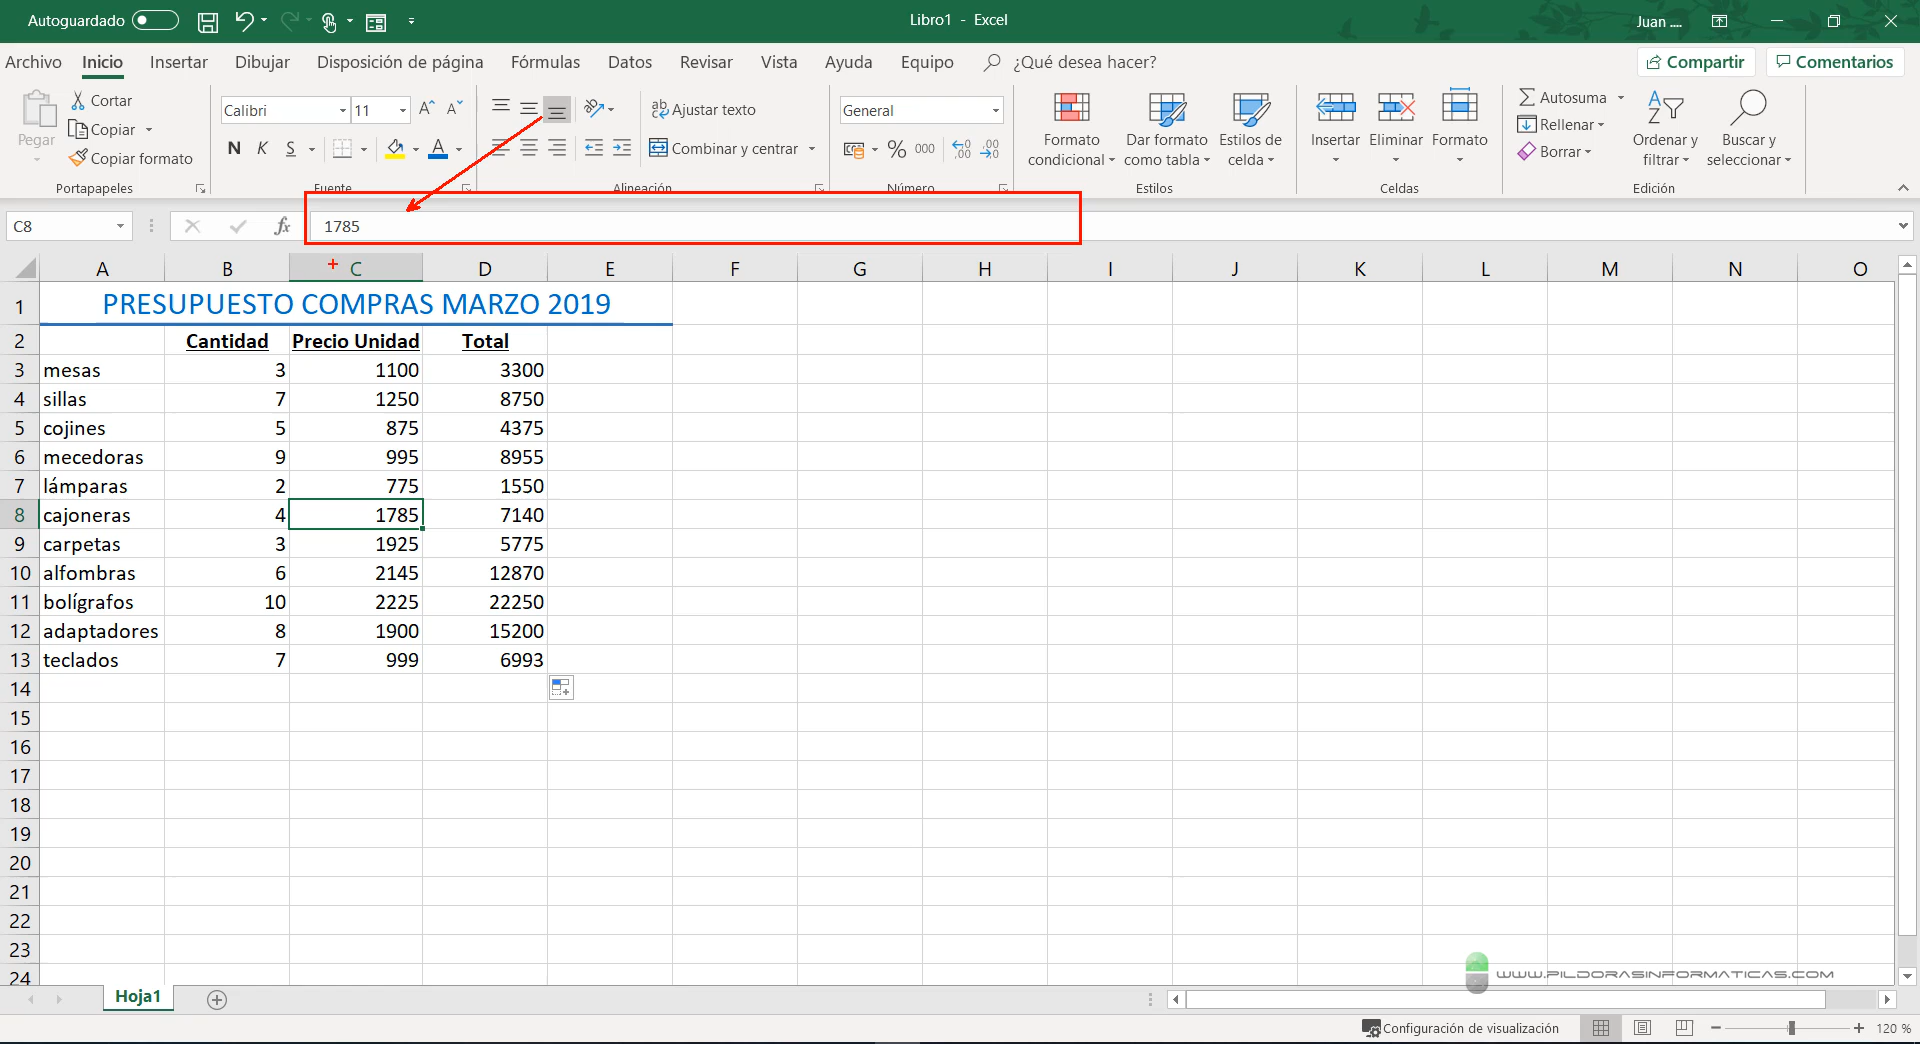 Autoguardado
Libro1 - Excel
Juan ....
Archivo Inicio Insertar Dibujar Disposición de página Fórmulas Datos Revisar Vista Ayuda Equipo ¿Qué desea hacer? Compartir Comentarios
Pegar
Cortar
Copiar
Copiar formato
Portapapeles
Calibri 11
N K S
Fuente
Ajustar texto
Combinar y centrar
Alineación
General
% 000
Número
Formato condicional
Dar formato como tabla
Estilos de celda
Estilos
Insertar
Eliminar
Formato
Celdas
Autosuma
Rellenar
Borrar
Ordenar y filtrar
Buscar y seleccionar
Edición
C8 fx 1785
A B C D E F G H I J K L M N O
1 PRESUPUESTO COMPRAS MARZO 2019
2 Cantidad Precio Unidad Total
3 mesas 3 1100 3300
4 sillas 7 1250 8750
5 cojines 5 875 4375
6 mecedoras 9 995 8955
7 lámparas 2 775 1550
8 cajoneras 4 1785 7140
9 carpetas 3 1925 5775
10 alfombras 6 2145 12870
11 bolígrafos 10 2225 22250
12 adaptadores 8 1900 15200
13 teclados 7 999 6993
14
15
16
17
18
19
20
21
22
23
24
WWW.PILDORASINFORMATICAS.COM
Hoja1
Configuración de visualización
120 %